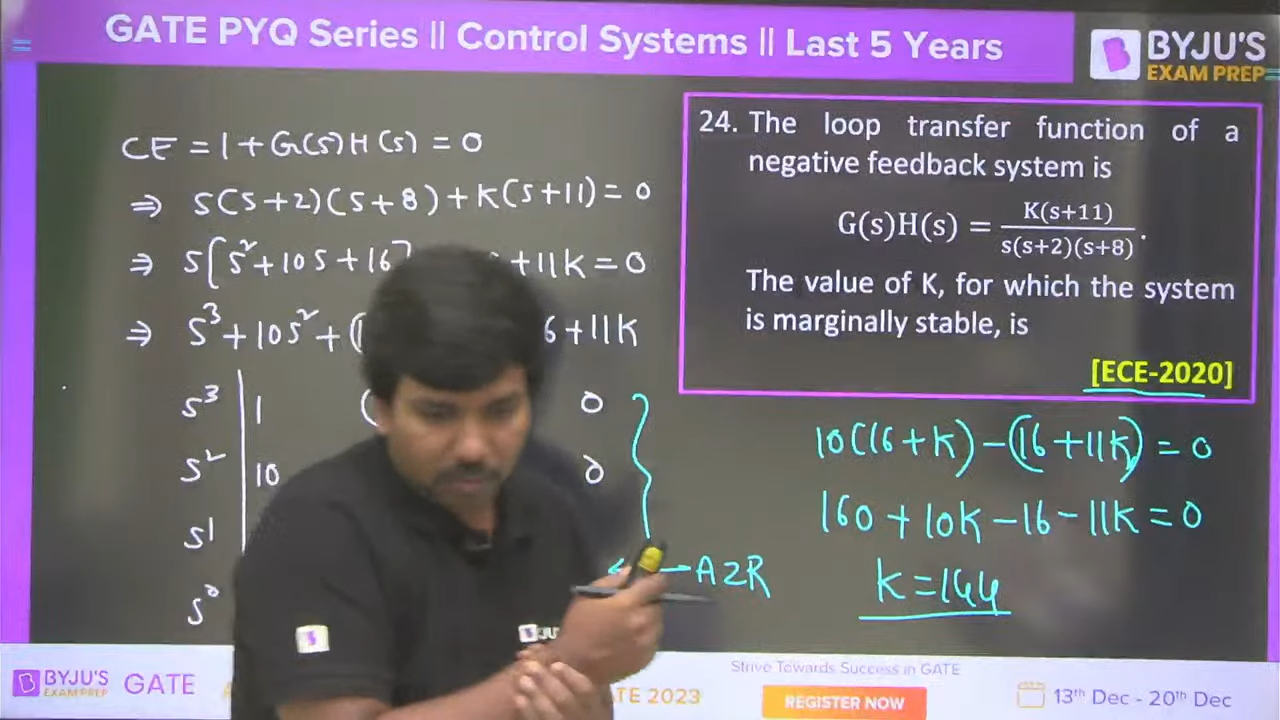 GATE PYQ Series || Control Systems || Last 5 Years
BYJU'S
EXAM PREP
CE = 1 + G(s)H(s) = 0
⇒ s(s+2)(s+8) + K(s+11) = 0
⇒ s[s²+10s+16] +11K = 0
⇒ s³ + 10s² + ( 6 + 11K
s³ 1 ( 0
s² 10 0
s¹
s⁰
24. The loop transfer function of a
negative feedback system is
G(s)H(s) = K(s+11) / s(s+2)(s+8).
The value of K, for which the system
is marginally stable, is
[ECE-2020]
10(16+K) – (16+11K) = 0
160 + 10K – 16 – 11K = 0
K = 144
← AZR
BYJU'S
EXAM PREP
GATE
Strive Towards Success in GATE
TE 2023
REGISTER NOW
13th Dec - 20th Dec